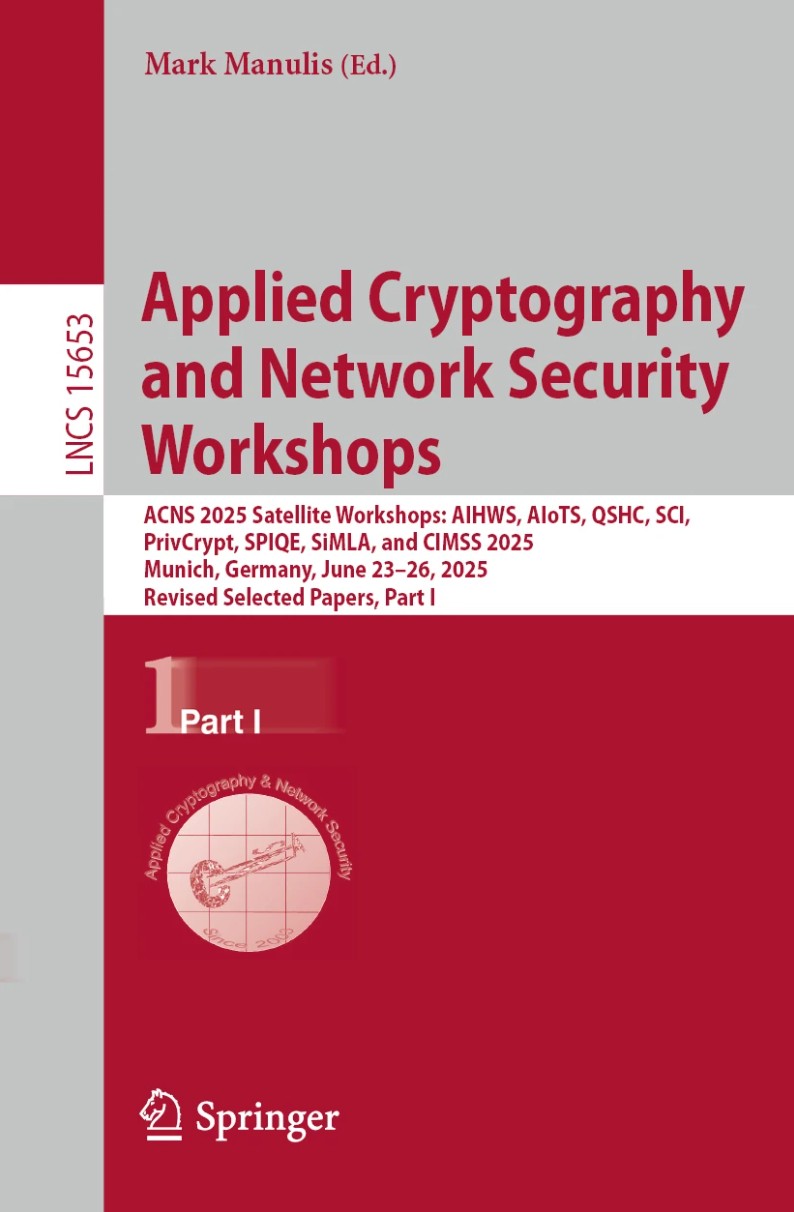 Mark Manulis (Ed.)
LNCS 15653
Applied Cryptography
and Network Security
Workshops
ACNS 2025 Satellite Workshops: AIHWS, AIoTS, QSHC, SCI,
PrivCrypt, SPIQE, SiMLA, and CIMSS 2025
Munich, Germany, June 23–26, 2025
Revised Selected Papers, Part I
1
Part I
Applied Cryptography & Network Security
Springer